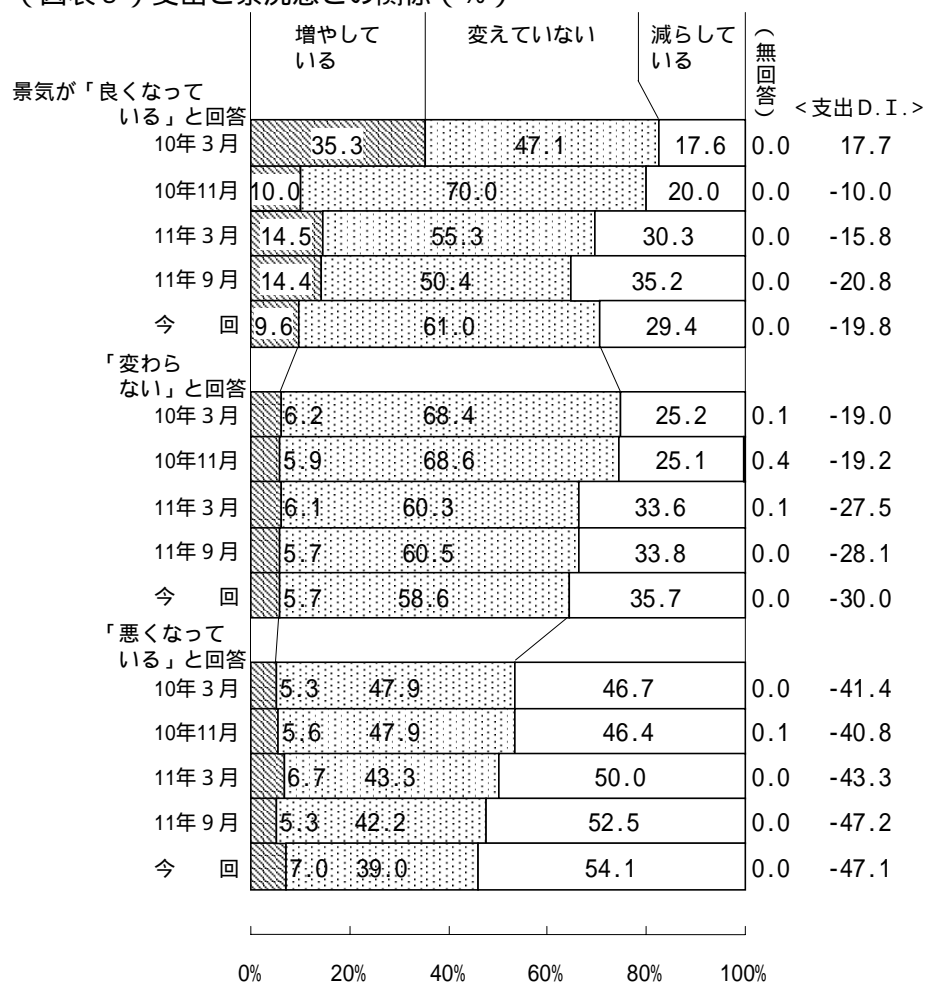 増やして
いる
変えていない
減らして
いる
（無回答）
<支出D.I.>
景気が「良くなって
いる」と回答
10年3月 35.3 47.1 17.6 0.0 17.7
10年11月 10.0 70.0 20.0 0.0 -10.0
11年3月 14.5 55.3 30.3 0.0 -15.8
11年9月 14.4 50.4 35.2 0.0 -20.8
今　　回 9.6 61.0 29.4 0.0 -19.8
「変わら
ない」と回答
10年3月 6.2 68.4 25.2 0.1 -19.0
10年11月 5.9 68.6 25.1 0.4 -19.2
11年3月 6.1 60.3 33.6 0.1 -27.5
11年9月 5.7 60.5 33.8 0.0 -28.1
今　　回 5.7 58.6 35.7 0.0 -30.0
「悪くなって
いる」と回答
10年3月 5.3 47.9 46.7 0.0 -41.4
10年11月 5.6 47.9 46.4 0.1 -40.8
11年3月 6.7 43.3 50.0 0.0 -43.3
11年9月 5.3 42.2 52.5 0.0 -47.2
今　　回 7.0 39.0 54.1 0.0 -47.1
0% 20% 40% 60% 80% 100%